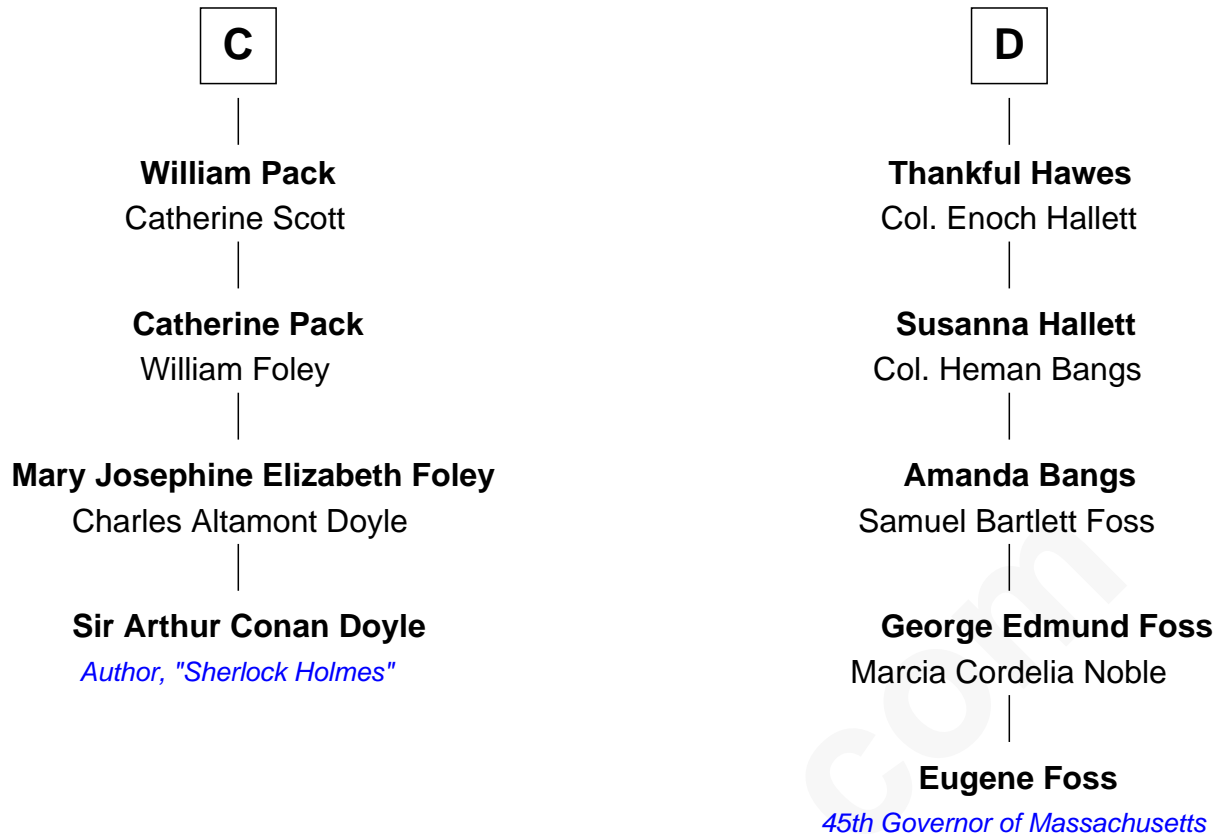 C
William Pack
Catherine Scott
Catherine Pack
William Foley
Mary Josephine Elizabeth Foley
Charles Altamont Doyle
Sir Arthur Conan Doyle
Author, "Sherlock Holmes"
D
Thankful Hawes
Col. Enoch Hallett
Susanna Hallett
Col. Heman Bangs
Amanda Bangs
Samuel Bartlett Foss
George Edmund Foss
Marcia Cordelia Noble
Eugene Foss
45th Governor of Massachusetts
com